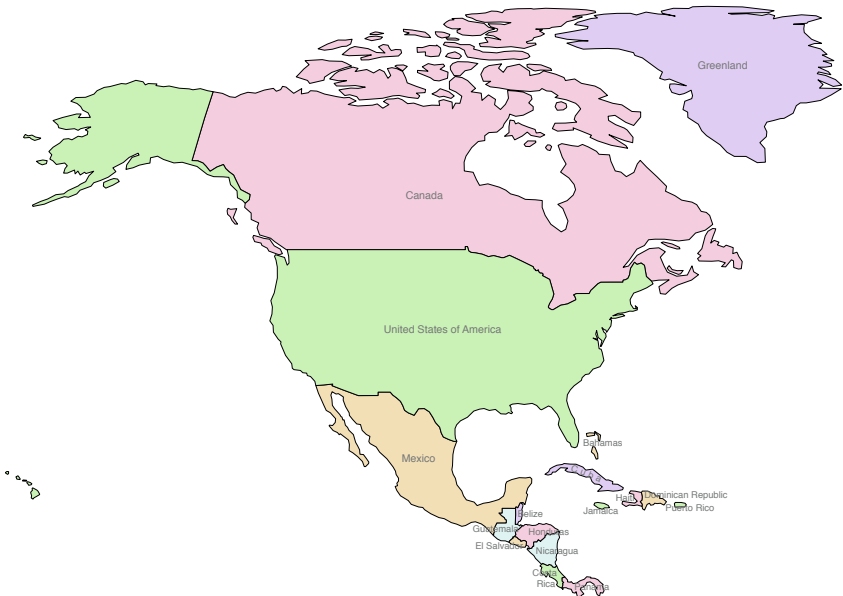 Greenland
Canada
United States of America
Bahamas
Mexico
Cuba
Haiti
Dominican Republic
Puerto Rico
Jamaica
Belize
Guatemala
Honduras
El Salvador
Nicaragua
Costa
Rica
Panama